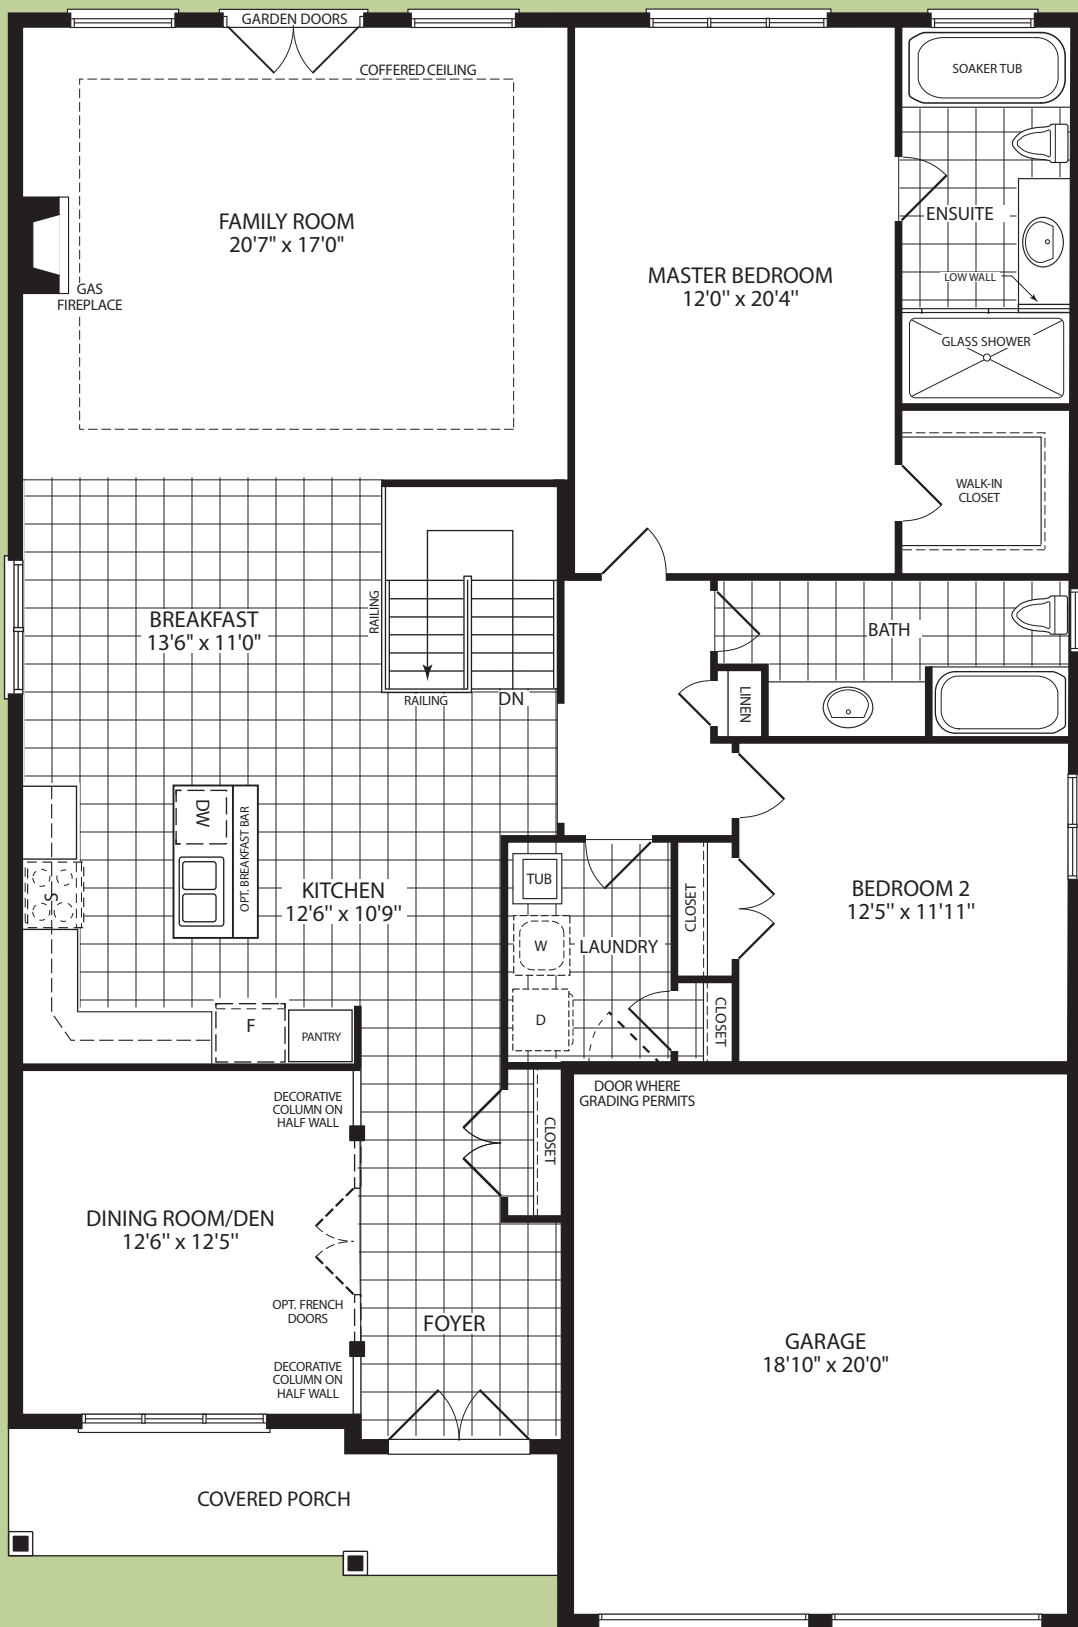 GARDEN DOORS
COFFERED CEILING
SOAKER TUB
FAMILY ROOM
20'7" x 17'0"
GAS
FIREPLACE
MASTER BEDROOM
12'0" x 20'4"
ENSUITE
LOW WALL
GLASS SHOWER
WALK-IN
CLOSET
BREAKFAST
13'6" x 11'0"
RAILING
RAILING
DN
BATH
LINEN
DW
OPT. BREAKFAST BAR
S
KITCHEN
12'6" x 10'9"
TUB
W
LAUNDRY
D
CLOSET
CLOSET
BEDROOM 2
12'5" x 11'11"
F
PANTRY
DECORATIVE
COLUMN ON
HALF WALL
CLOSET
DOOR WHERE
GRADING PERMITS
DINING ROOM/DEN
12'6" x 12'5"
OPT. FRENCH
DOORS
DECORATIVE
COLUMN ON
HALF WALL
FOYER
GARAGE
18'10" x 20'0"
COVERED PORCH